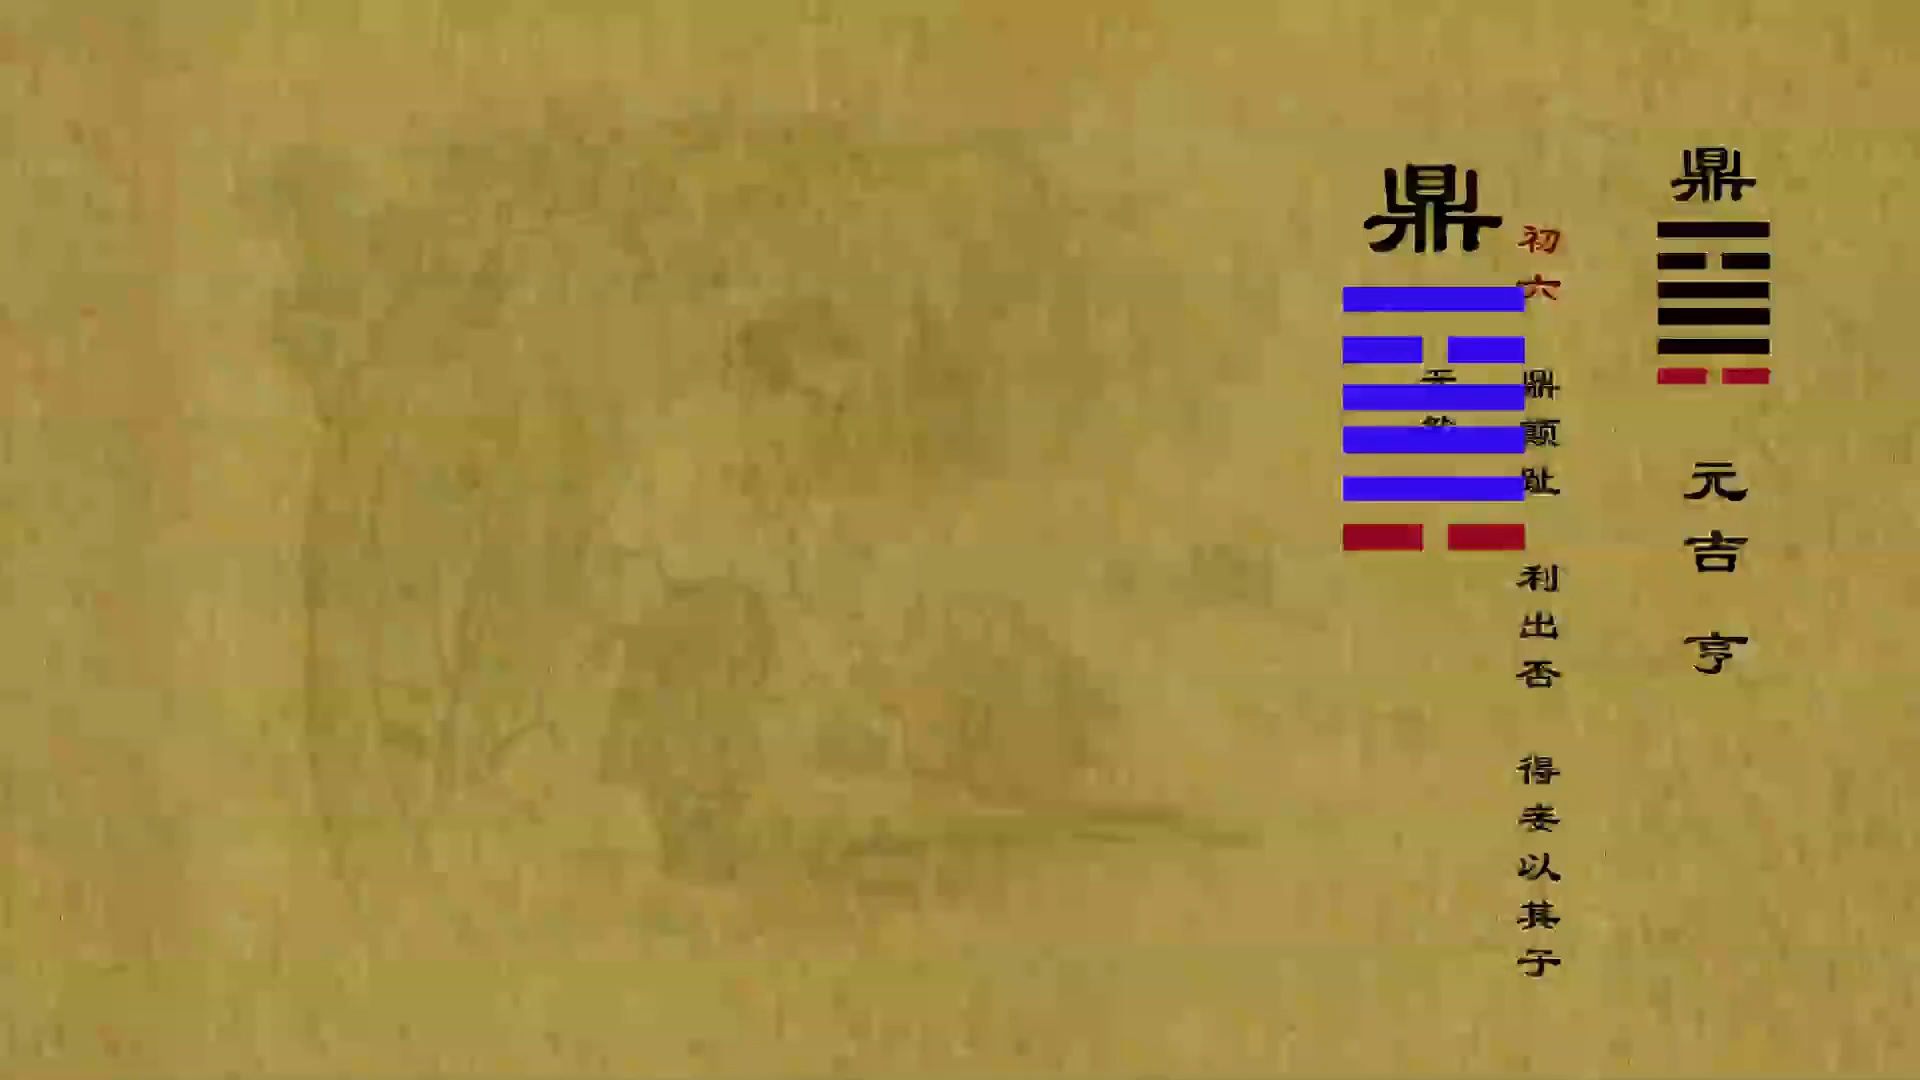 鼎
元吉 亨
初六 鼎颠趾 利出否 得妾以其子
鼎